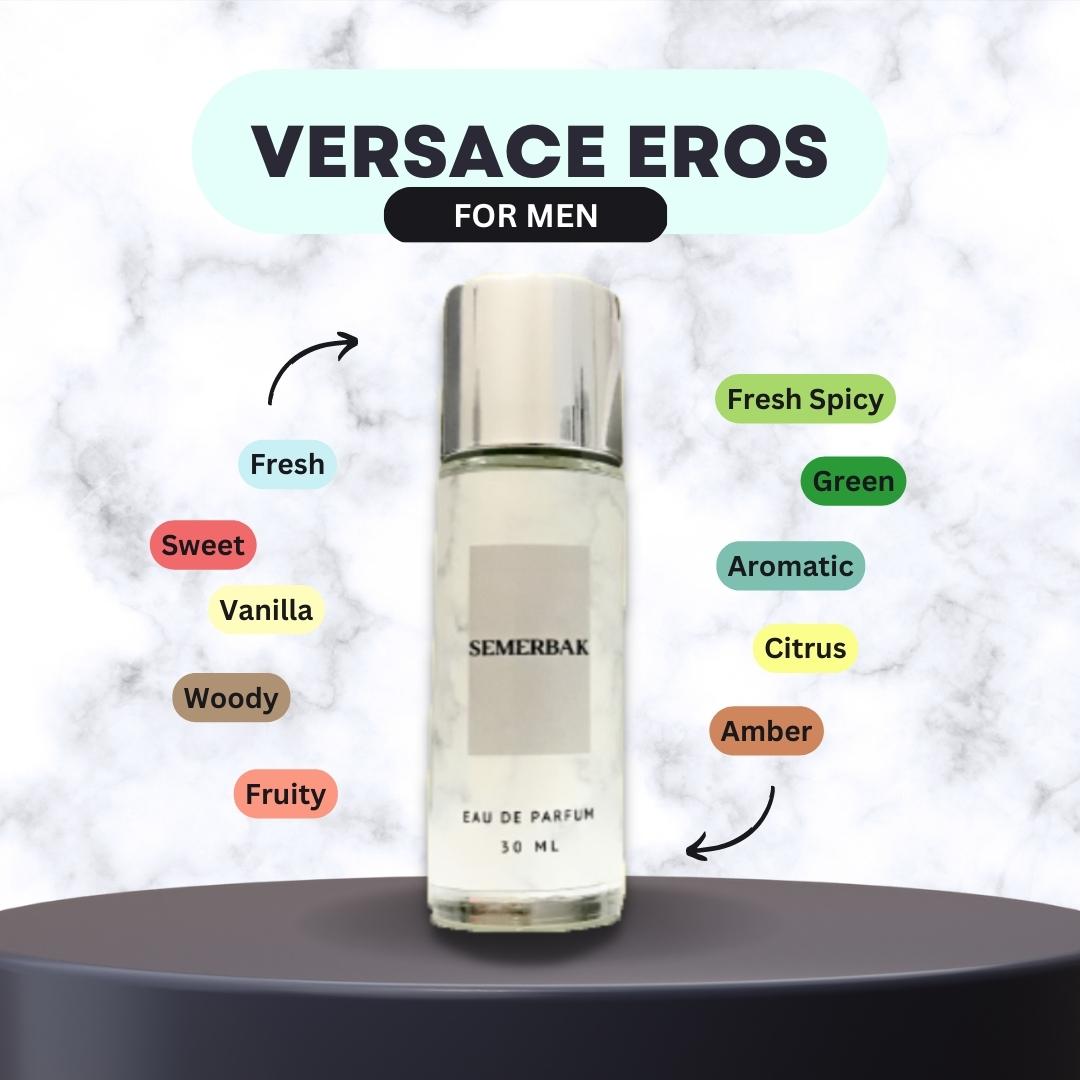 VERSACE EROS
FOR MEN
Fresh
Sweet
Vanilla
Woody
Fruity
SEMERBAK
EAU DE PARFUM
30 ML
Fresh Spicy
Green
Aromatic
Citrus
Amber